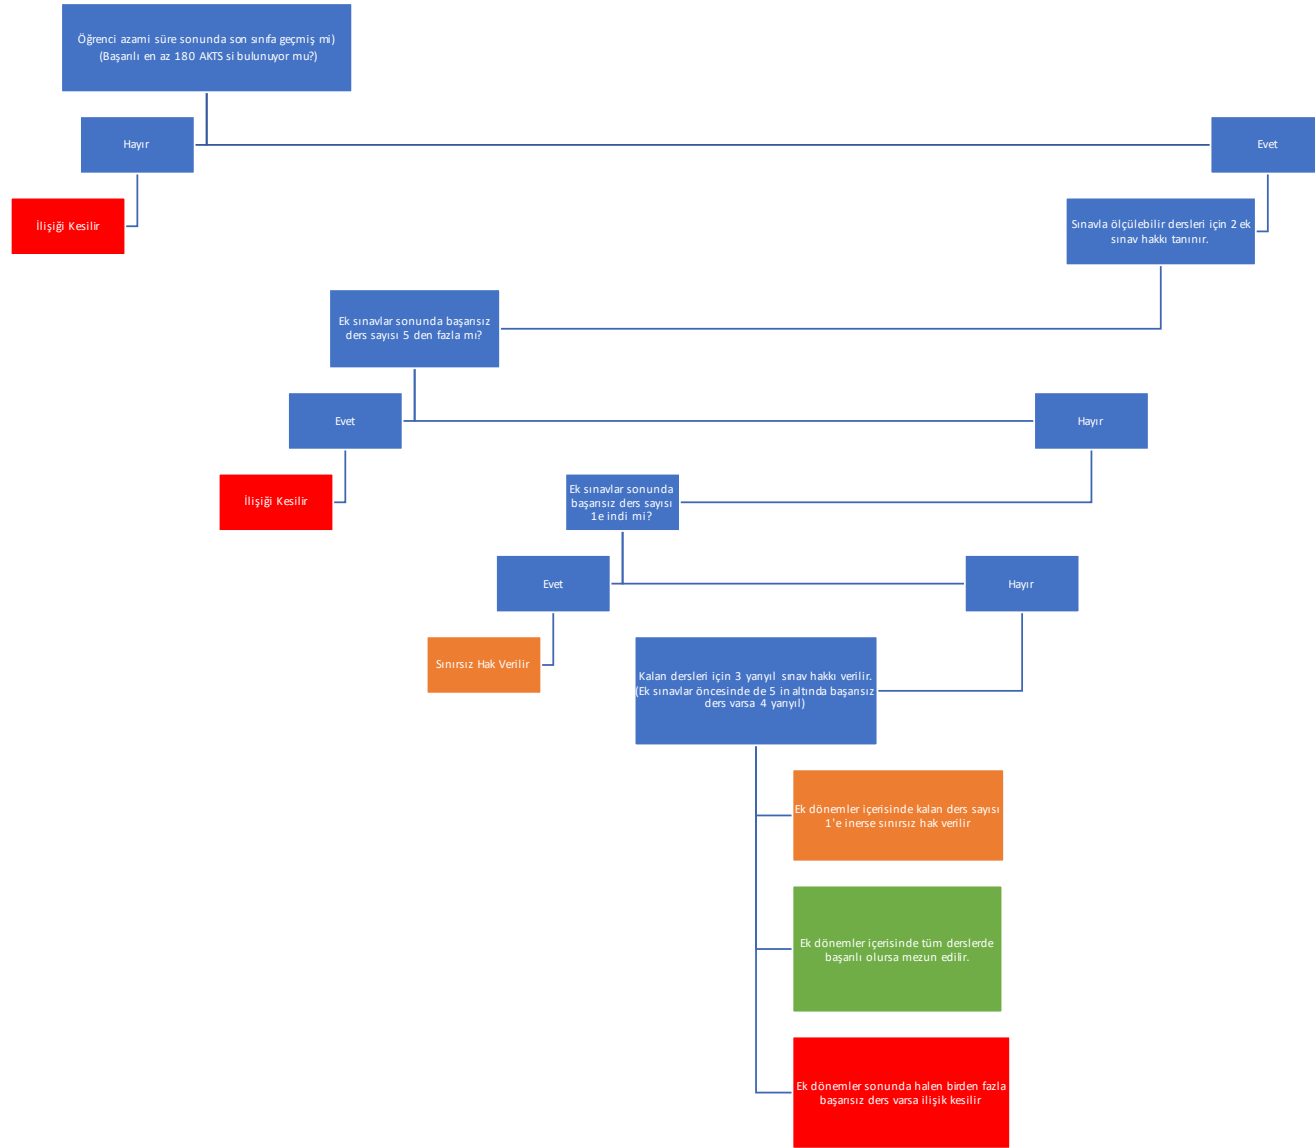 Öğrenci azami süre sonunda son sınıfa geçmiş mi)
(Başarılı en az 180 AKTS si bulunuyor mu?)
Hayır
Evet
İlişiği Kesilir
Sınavla ölçülebilir dersleri için 2 ek
sınav hakkı tanınır.
Ek sınavlar sonunda başarısız
ders sayısı 5 den fazla mı?
Evet
Hayır
İlişiği Kesilir
Ek sınavlar sonunda
başarısız ders sayısı
1e indi mi?
Evet
Hayır
Sınırsız Hak Verilir
Kalan dersleri için 3 yarıyıl sınav hakkı verilir.
(Ek sınavlar öncesinde de 5 in altında başarısız
ders varsa 4 yarıyıl)
Ek dönemler içerisinde kalan ders sayısı
1'e inerse sınırsız hak verilir
Ek dönemler içerisinde tüm derslerde
başarılı olursa mezun edilir.
Ek dönemler sonunda halen birden fazla
başarısız ders varsa ilişik kesilir